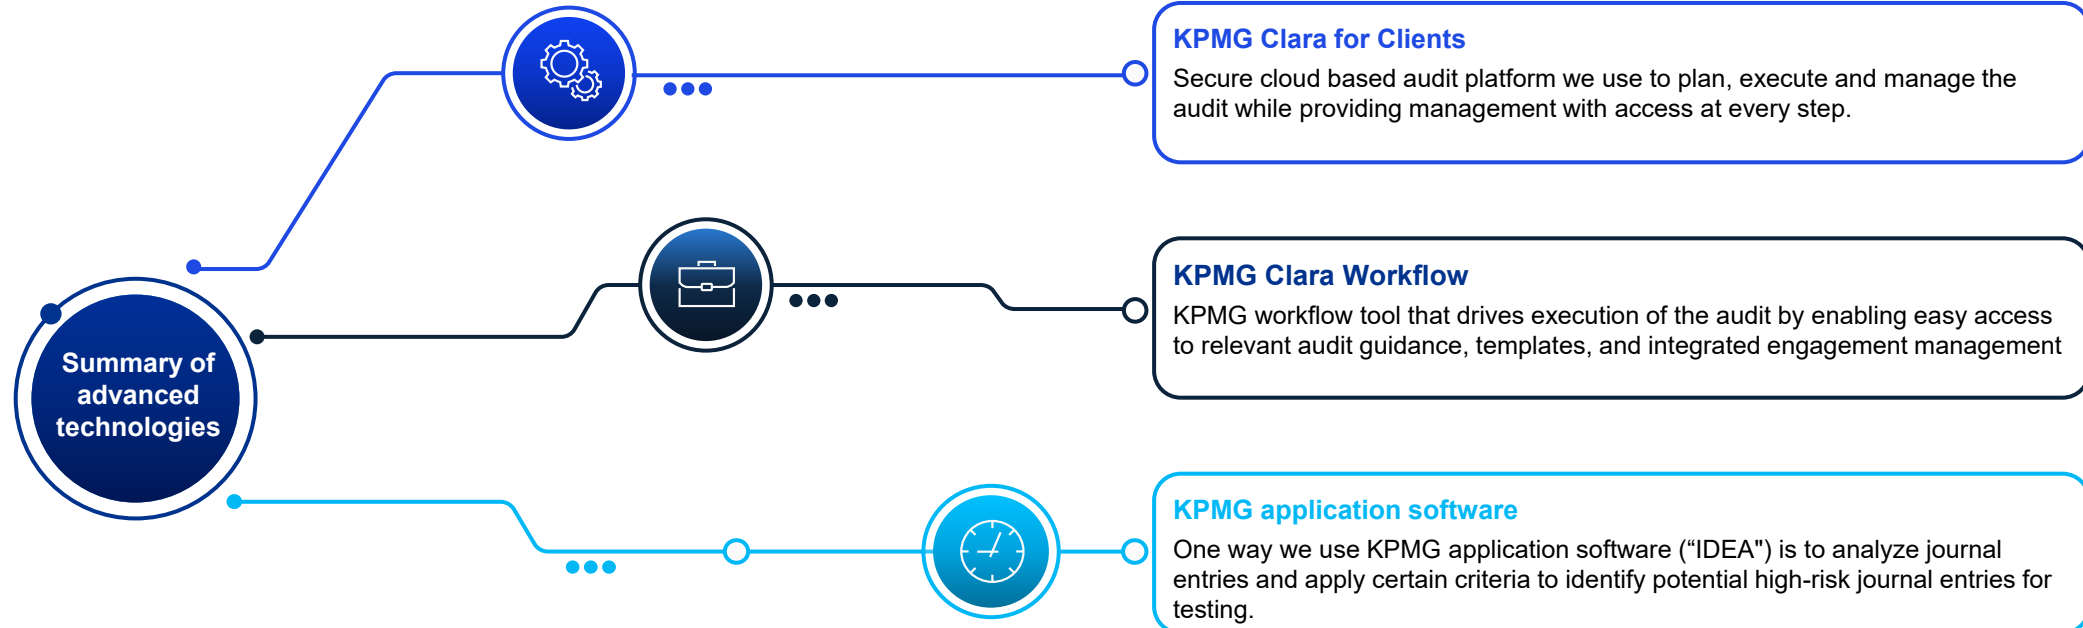 KPMG Clara for Clients
Secure cloud based audit platform we use to plan, execute and manage the
audit while providing management with access at every step.
KPMG Clara Workflow
KPMG workflow tool that drives execution of the audit by enabling easy access
to relevant audit guidance, templates, and integrated engagement management
Summary of
advanced
technologies
KPMG application software
One way we use KPMG application software (“IDEA") is to analyze journal
entries and apply certain criteria to identify potential high-risk journal entries for
testing.